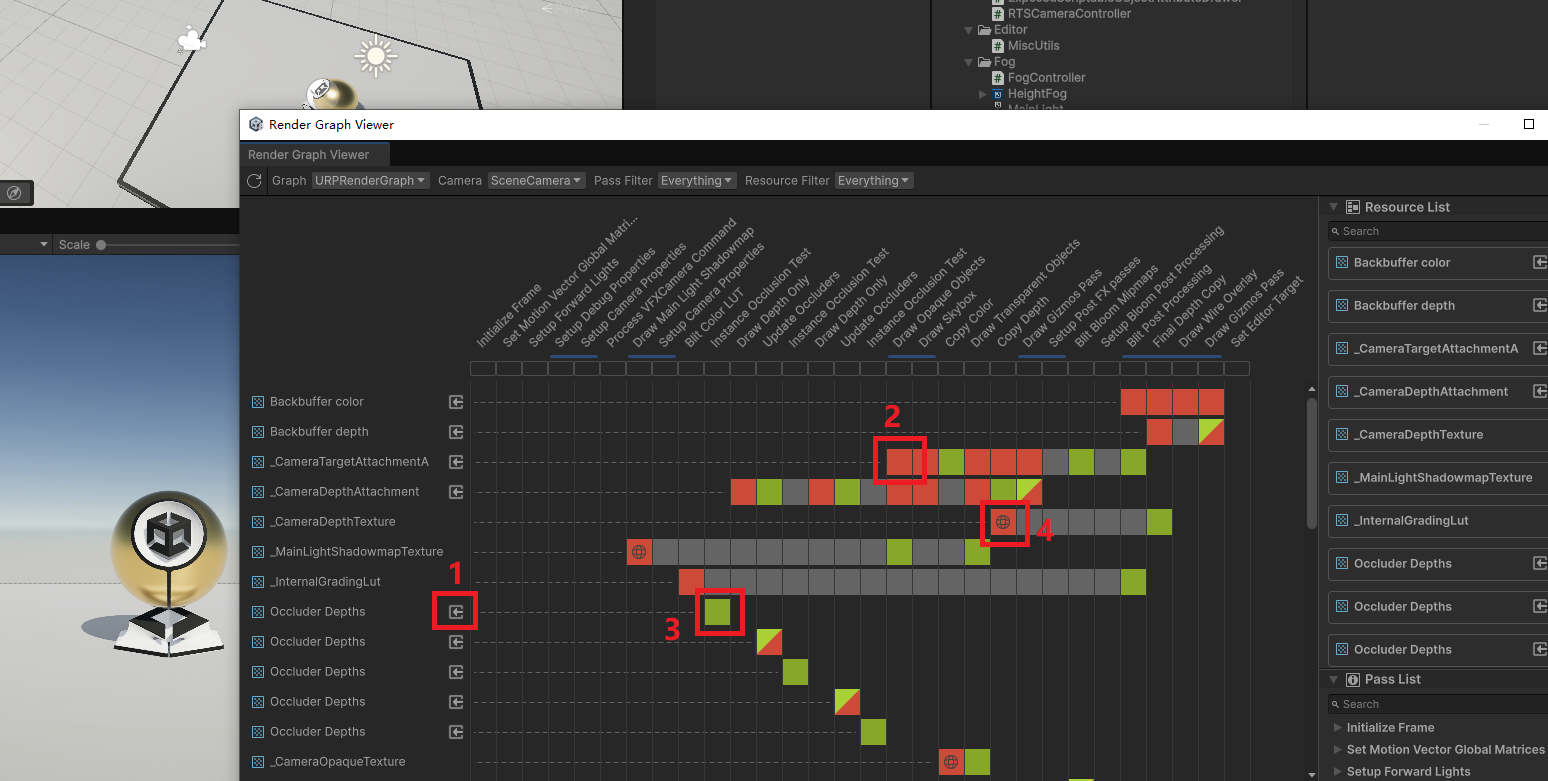 RTSCameraController
Editor
MiscUtils
Fog
FogController
HeightFog
MainLight
Render Graph Viewer
Render Graph Viewer
Graph URPRenderGraph Camera SceneCamera Pass Filter Everything Resource Filter Everything
Scale
Initialize Frame
Set Motion Vector Global Matri...
Setup Forward Lights
Setup Debug Properties
Setup Camera Properties
Process VFXCamera Command
Draw Main Light Shadowmap
Setup Camera Properties
Blit Color LUT
Instance Occlusion Test
Draw Depth Only
Update Occluders
Instance Occlusion Test
Draw Depth Only
Update Occluders
Instance Occlusion Test
Draw Opaque Objects
Draw Skybox
Copy Color
Draw Transparent Objects
Copy Depth
Draw Gizmos Pass
Setup Post FX passes
Blit Bloom Mipmaps
Setup Bloom Post Processing
Blit Post Processing
Final Depth Copy
Draw Wire Overlay
Draw Gizmos Pass
Set Editor Target
Backbuffer color
Backbuffer depth
2
_CameraTargetAttachmentA
_CameraDepthAttachment
_CameraDepthTexture
4
_MainLightShadowmapTexture
1
_InternalGradingLut
Occluder Depths
3
Occluder Depths
Occluder Depths
Occluder Depths
Occluder Depths
_CameraOpaqueTexture
Resource List
Search
Backbuffer color
Backbuffer depth
_CameraTargetAttachmentA
_CameraDepthAttachment
_CameraDepthTexture
_MainLightShadowmapTexture
_InternalGradingLut
Occluder Depths
Occluder Depths
Occluder Depths
Pass List
Search
Initialize Frame
Set Motion Vector Global Matrices
Setup Forward Lights